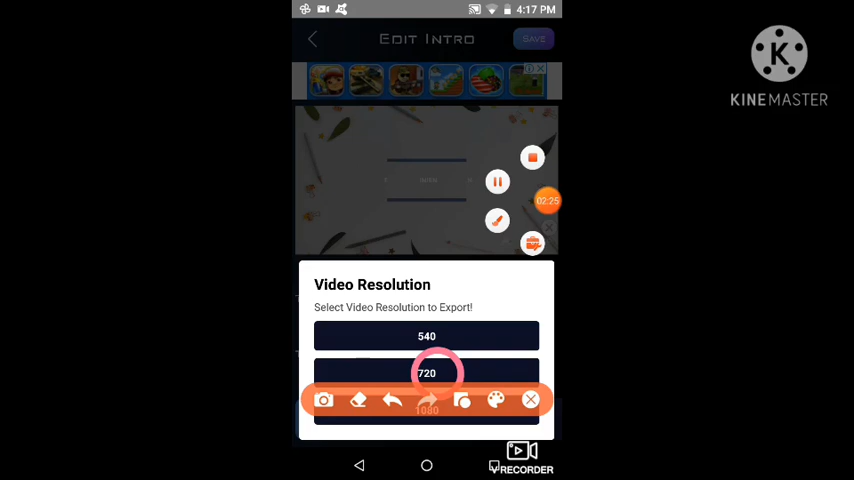 4:17 PM
EDIT INTRO
SAVE
K
KINEMASTER
02:25
Video Resolution
Select Video Resolution to Export!
540
720
1080
VRECORDER